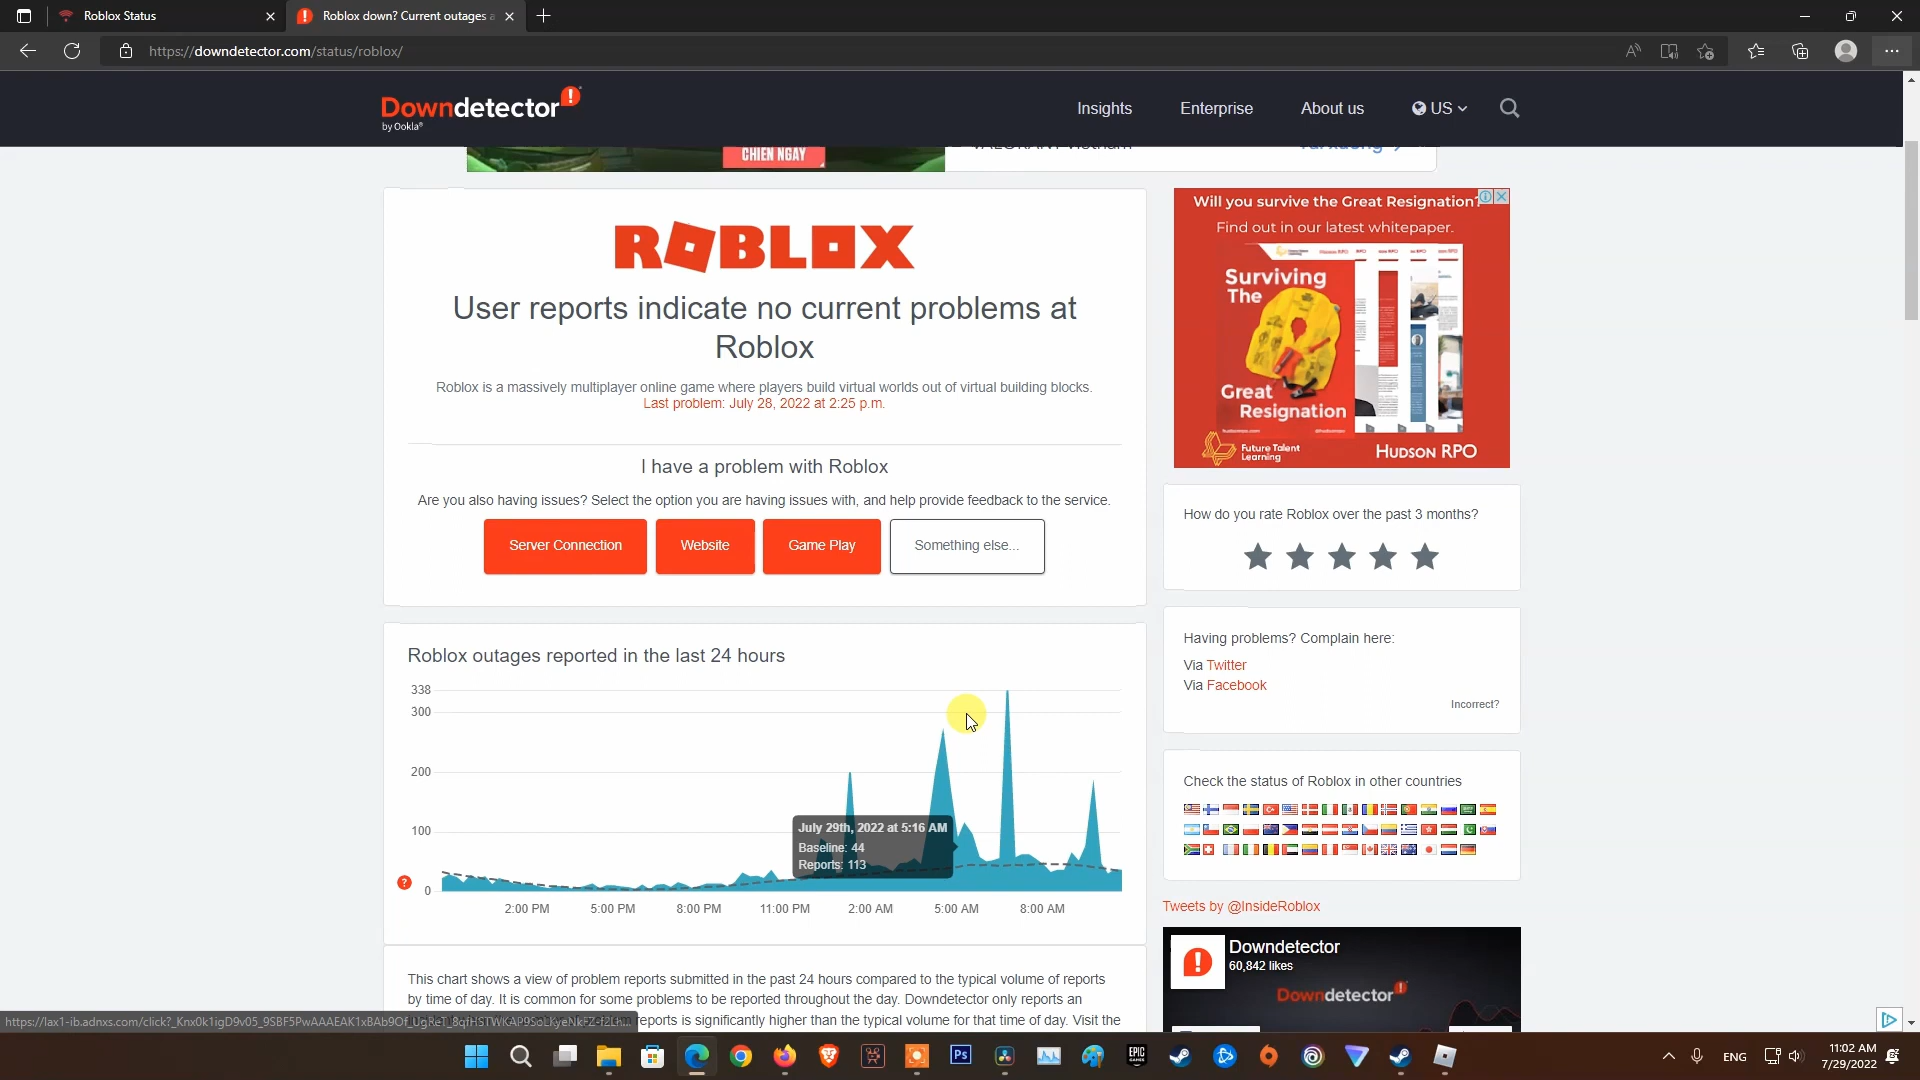 Roblox Status
Roblox down? Current outages a
https://downdetector.com/status/roblox/
Downdetector
by Ookla®
Insights
Enterprise
About us
US
CHIEN NGAY
ROBLOX
User reports indicate no current problems at
Roblox
Roblox is a massively multiplayer online game where players build virtual worlds out of virtual building blocks.
Last problem: July 28, 2022 at 2:25 p.m.
I have a problem with Roblox
Are you also having issues? Select the option you are having issues with, and help provide feedback to the service.
Server Connection
Website
Game Play
Something else...
Roblox outages reported in the last 24 hours
338
300
200
100
0
July 29th, 2022 at 5:16 AM
Baseline: 44
Reports: 113
2:00 PM
5:00 PM
8:00 PM
11:00 PM
2:00 AM
5:00 AM
8:00 AM
This chart shows a view of problem reports submitted in the past 24 hours compared to the typical volume of reports
by time of day. It is common for some problems to be reported throughout the day. Downdetector only reports an
reports is significantly higher than the typical volume for that time of day. Visit the
Will you survive the Great Resignation?
Find out in our latest whitepaper.
Surviving
The
Great
Resignation
Future Talent
Learning
HUDSON RPO
How do you rate Roblox over the past 3 months?
Having problems? Complain here:
Via Twitter
Via Facebook
Incorrect?
Check the status of Roblox in other countries
Tweets by @InsideRoblox
Downdetector
60,842 likes
Downdetector
Ps
EPIC
GAMES
ENG
11:02 AM
7/29/2022